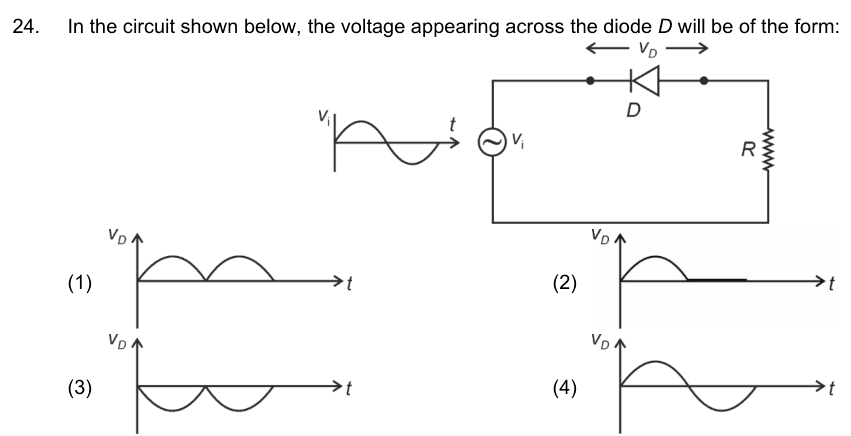 24. In the circuit shown below, the voltage appearing across the diode D will be of the form:
V_D
D
V_i
t
V_i
R
V_D
(1)
t
V_D
(2)
t
V_D
(3)
t
V_D
(4)
t